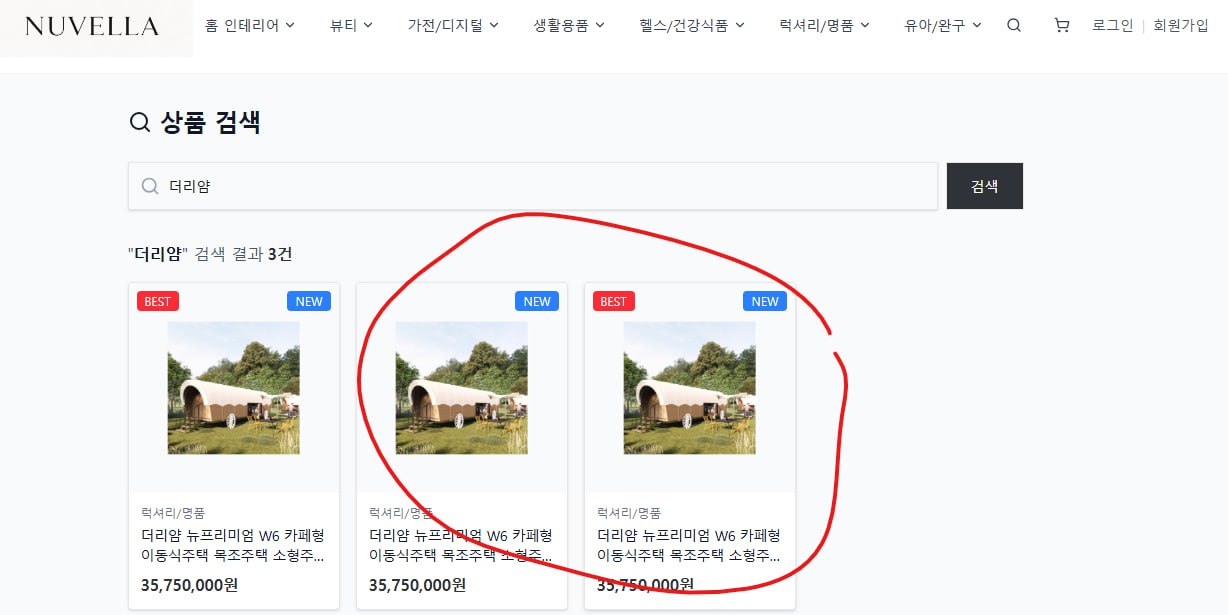 NUVELLA 홈 인테리어 뷰티 가전/디지털 생활용품 헬스/건강식품 럭셔리/명품 유아/완구 로그인 | 회원가입
상품 검색
더리얌 검색
"더리얌" 검색 결과 3건
BEST NEW NEW BEST NEW
럭셔리/명품 럭셔리/명품 럭셔리/명품
더리얌 뉴프리미엄 W6 카페형 더리얌 뉴프리미엄 W6 카페형 더리얌 뉴프리미엄 W6 카페형
이동식주택 목조주택 소형주... 이동식주택 목조주택 소형주... 이동식주택 목조주택 소형주...
35,750,000원 35,750,000원 35,750,000원